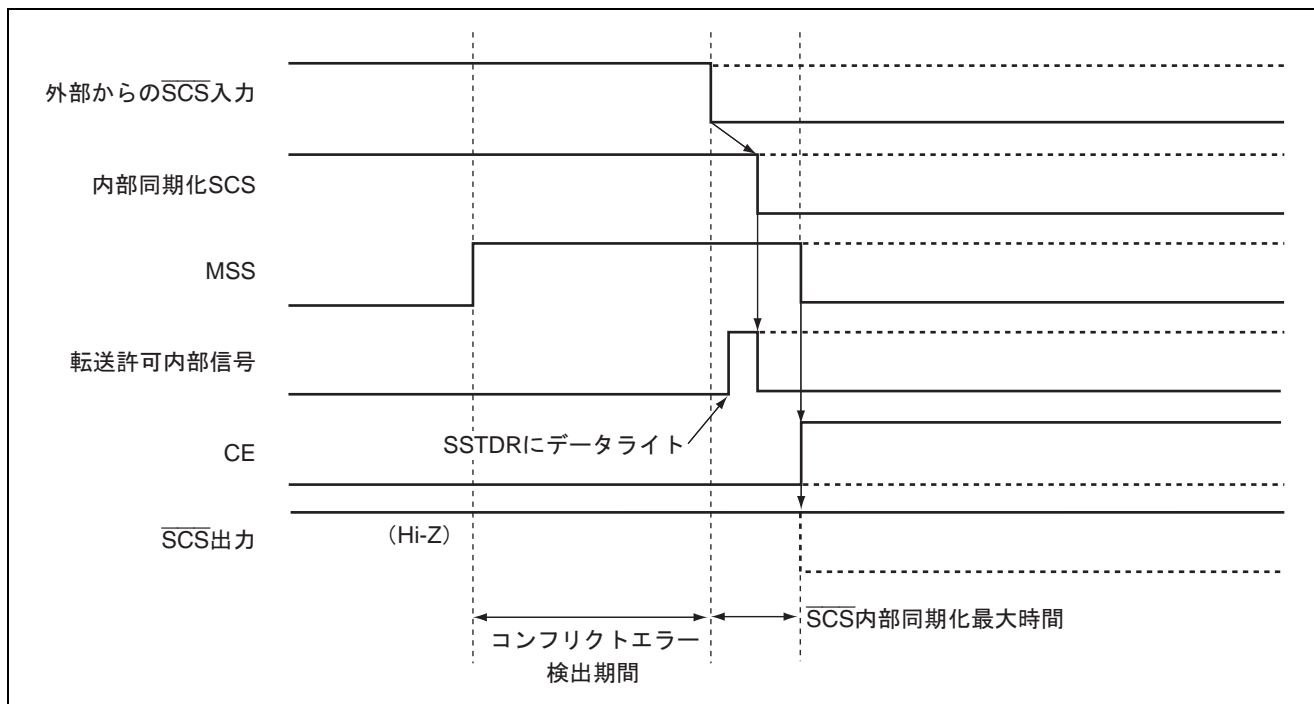 外部からのSCS入力
内部同期化SCS
MSS
転送許可内部信号
SSTDRにデータライト
CE
SCS出力
(Hi-Z)
コンフリクトエラー
検出期間
SCS内部同期化最大時間